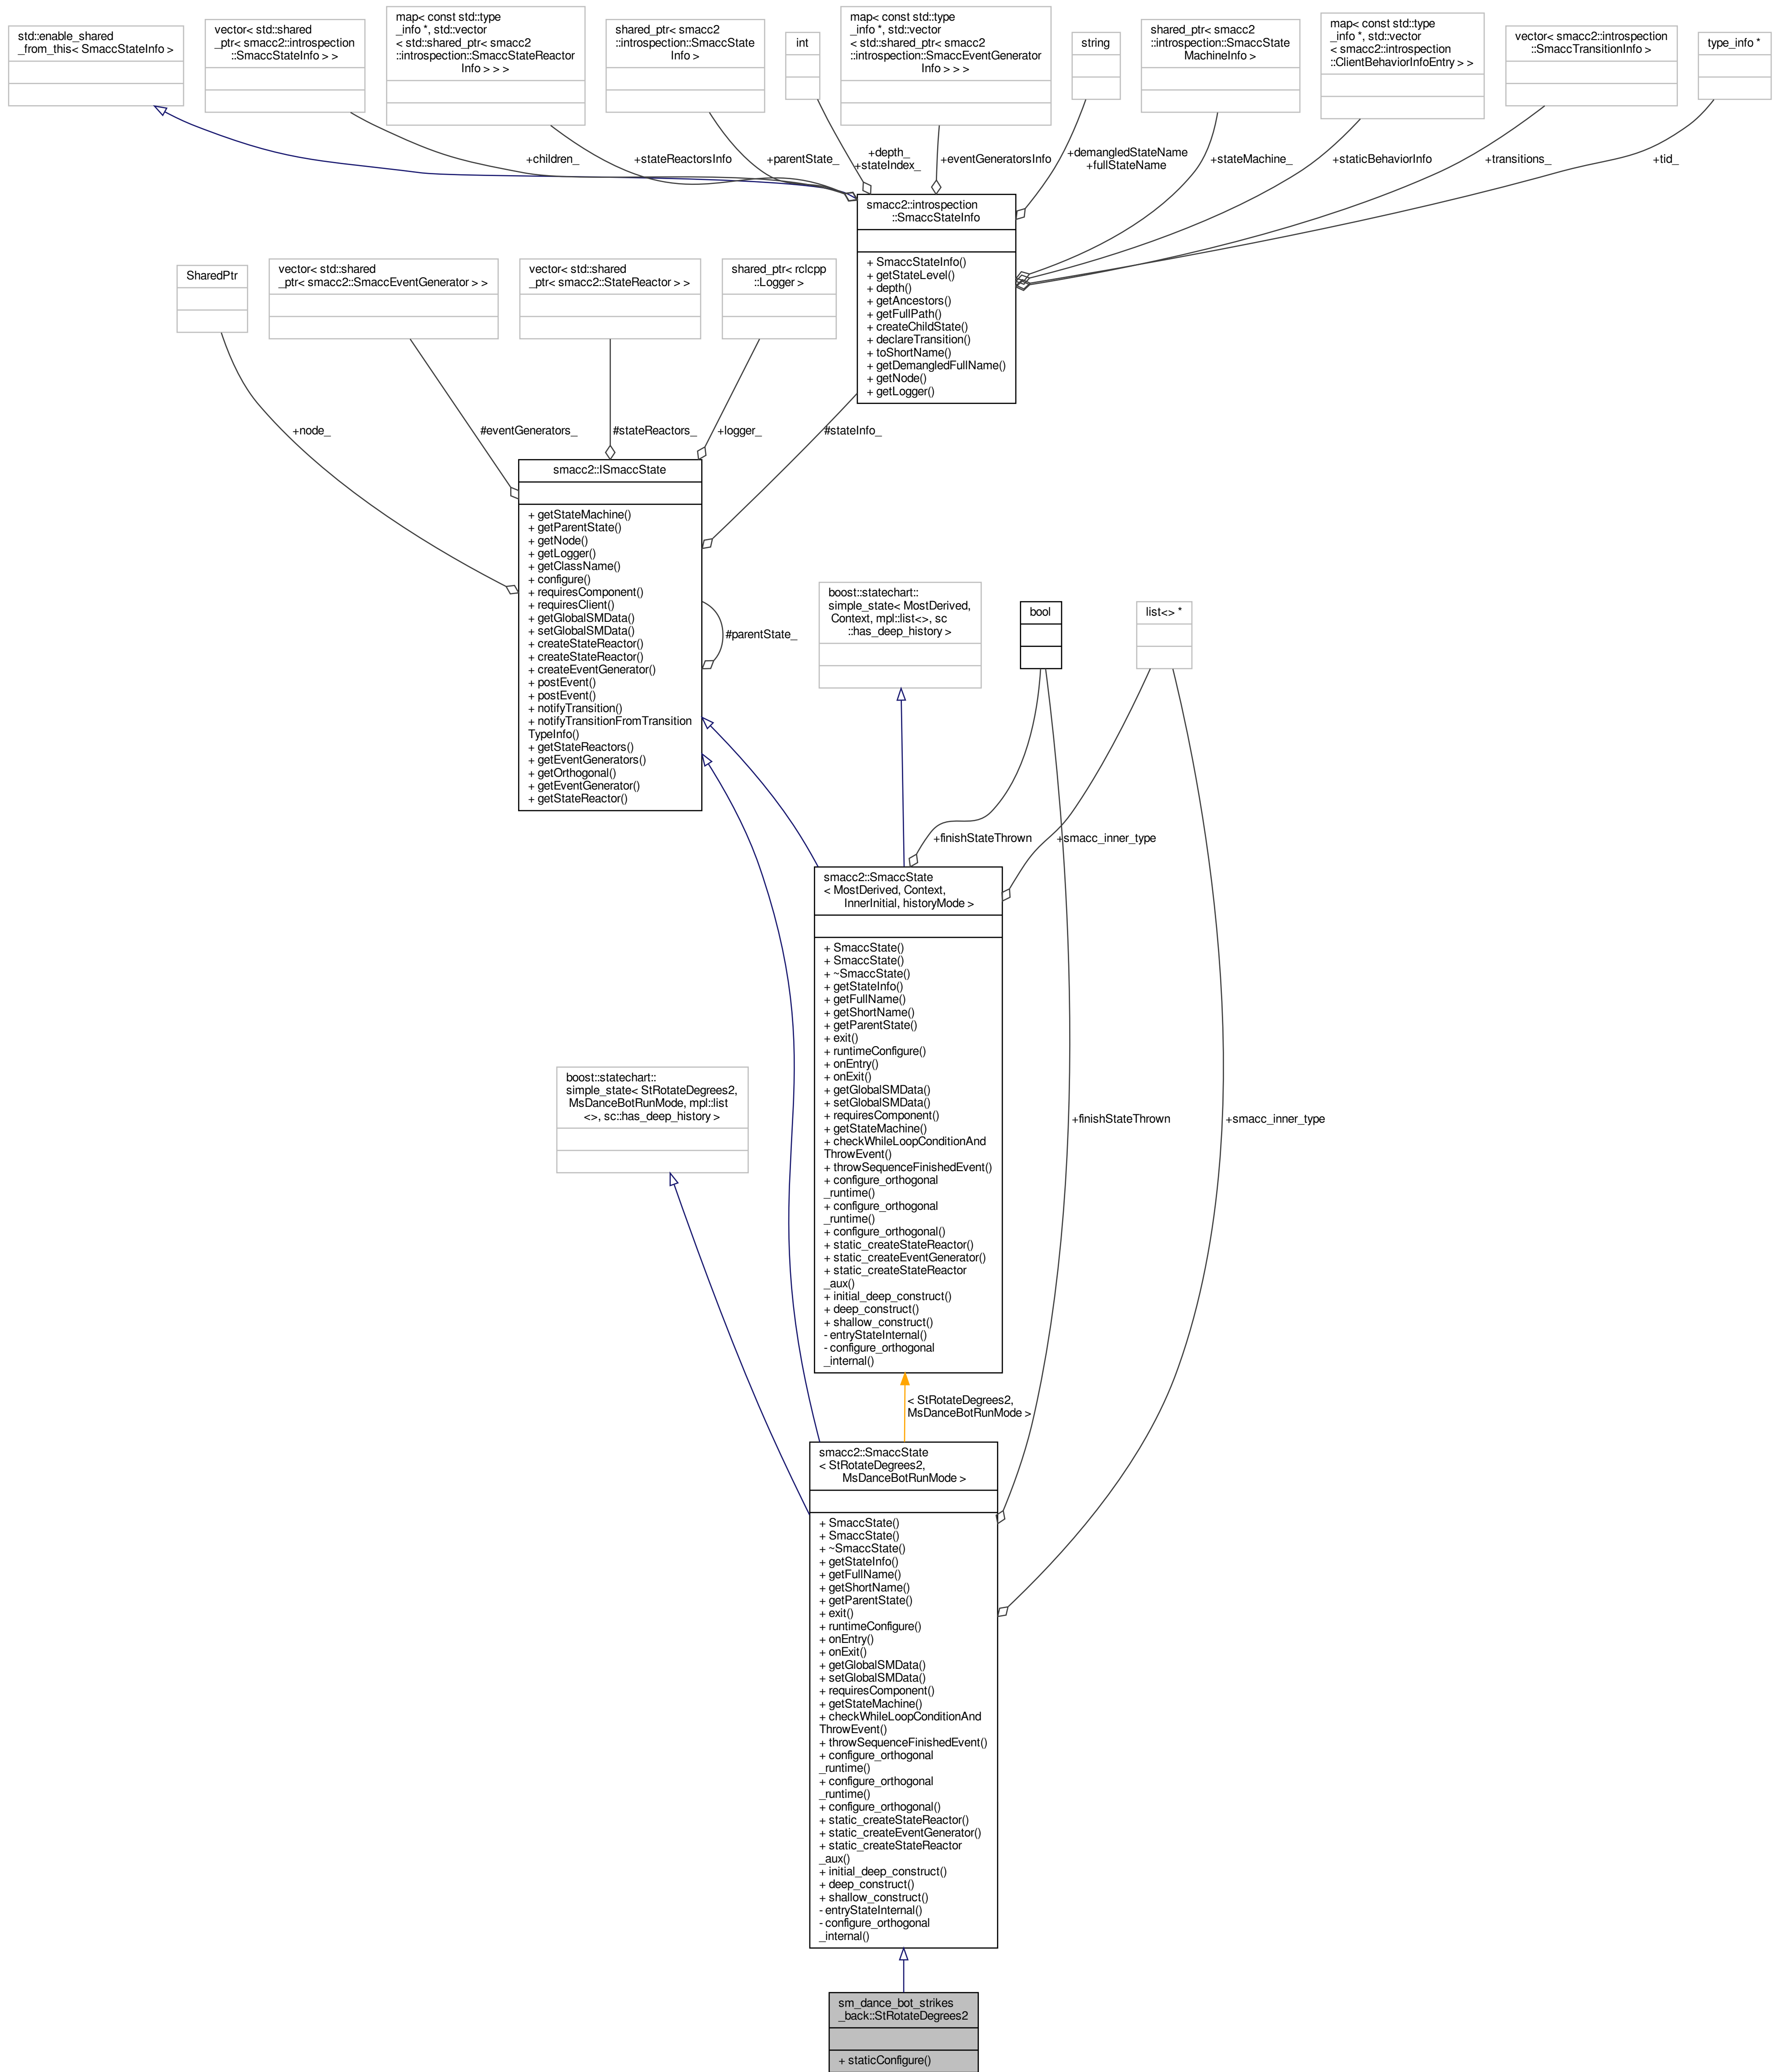 std::enable_shared
_from_this< SmaccStateInfo >
vector< std::shared
_ptr< smacc2::introspection
::SmaccStateInfo > >
map< const std::type
_info *, std::vector
< std::shared_ptr< smacc2
::introspection::SmaccStateReactor
Info > > >
shared_ptr< smacc2
::introspection::SmaccState
Info >
int
map< const std::type
_info *, std::vector
< std::shared_ptr< smacc2
::introspection::SmaccEventGenerator
Info > > >
string
shared_ptr< smacc2
::introspection::SmaccState
MachineInfo >
map< const std::type
_info *, std::vector
< smacc2::introspection
::ClientBehaviorInfoEntry > >
vector< smacc2::introspection
::SmaccTransitionInfo >
type_info *
+children_
+stateReactorsInfo
+parentState_
+depth_
+stateIndex_
+eventGeneratorsInfo
+demangledStateName
+fullStateName
+stateMachine_
+staticBehaviorInfo
+transitions_
+tid_
smacc2::introspection
::SmaccStateInfo
+ SmaccStateInfo()
+ getStateLevel()
+ depth()
+ getAncestors()
+ getFullPath()
+ createChildState()
+ declareTransition()
+ toShortName()
+ getDemangledFullName()
+ getNode()
+ getLogger()
SharedPtr
vector< std::shared
_ptr< smacc2::SmaccEventGenerator > >
vector< std::shared
_ptr< smacc2::StateReactor > >
shared_ptr< rclcpp
::Logger >
+node_
#eventGenerators_
#stateReactors_
+logger_
#stateInfo_
smacc2::ISmaccState
+ getStateMachine()
+ getParentState()
+ getNode()
+ getLogger()
+ getClassName()
+ configure()
+ requiresComponent()
+ requiresClient()
+ getGlobalSMData()
+ setGlobalSMData()
+ createStateReactor()
+ createStateReactor()
+ createEventGenerator()
+ postEvent()
+ postEvent()
+ notifyTransition()
+ notifyTransitionFromTransition
TypeInfo()
+ getStateReactors()
+ getEventGenerators()
+ getOrthogonal()
+ getEventGenerator()
+ getStateReactor()
#parentState_
boost::statechart::
simple_state< MostDerived,
Context, mpl::list<>, sc
::has_deep_history >
bool
list<> *
+finishStateThrown
+smacc_inner_type
smacc2::SmaccState
< MostDerived, Context,
InnerInitial, historyMode >
+ SmaccState()
+ SmaccState()
+ ~SmaccState()
+ getStateInfo()
+ getFullName()
+ getShortName()
+ getParentState()
+ exit()
+ runtimeConfigure()
+ onEntry()
+ onExit()
+ getGlobalSMData()
+ setGlobalSMData()
+ requiresComponent()
+ getStateMachine()
+ checkWhileLoopConditionAnd
ThrowEvent()
+ throwSequenceFinishedEvent()
+ configure_orthogonal
_runtime()
+ configure_orthogonal
_runtime()
+ configure_orthogonal()
+ static_createStateReactor()
+ static_createEventGenerator()
+ static_createStateReactor
_aux()
+ initial_deep_construct()
+ deep_construct()
+ shallow_construct()
- entryStateInternal()
- configure_orthogonal
_internal()
boost::statechart::
simple_state< StRotateDegrees2,
MsDanceBotRunMode, mpl::list
<>, sc::has_deep_history >
+finishStateThrown
+smacc_inner_type
< StRotateDegrees2,
MsDanceBotRunMode >
smacc2::SmaccState
< StRotateDegrees2,
MsDanceBotRunMode >
+ SmaccState()
+ SmaccState()
+ ~SmaccState()
+ getStateInfo()
+ getFullName()
+ getShortName()
+ getParentState()
+ exit()
+ runtimeConfigure()
+ onEntry()
+ onExit()
+ getGlobalSMData()
+ setGlobalSMData()
+ requiresComponent()
+ getStateMachine()
+ checkWhileLoopConditionAnd
ThrowEvent()
+ throwSequenceFinishedEvent()
+ configure_orthogonal
_runtime()
+ configure_orthogonal
_runtime()
+ configure_orthogonal()
+ static_createStateReactor()
+ static_createEventGenerator()
+ static_createStateReactor
_aux()
+ initial_deep_construct()
+ deep_construct()
+ shallow_construct()
- entryStateInternal()
- configure_orthogonal
_internal()
sm_dance_bot_strikes
_back::StRotateDegrees2
+ staticConfigure()